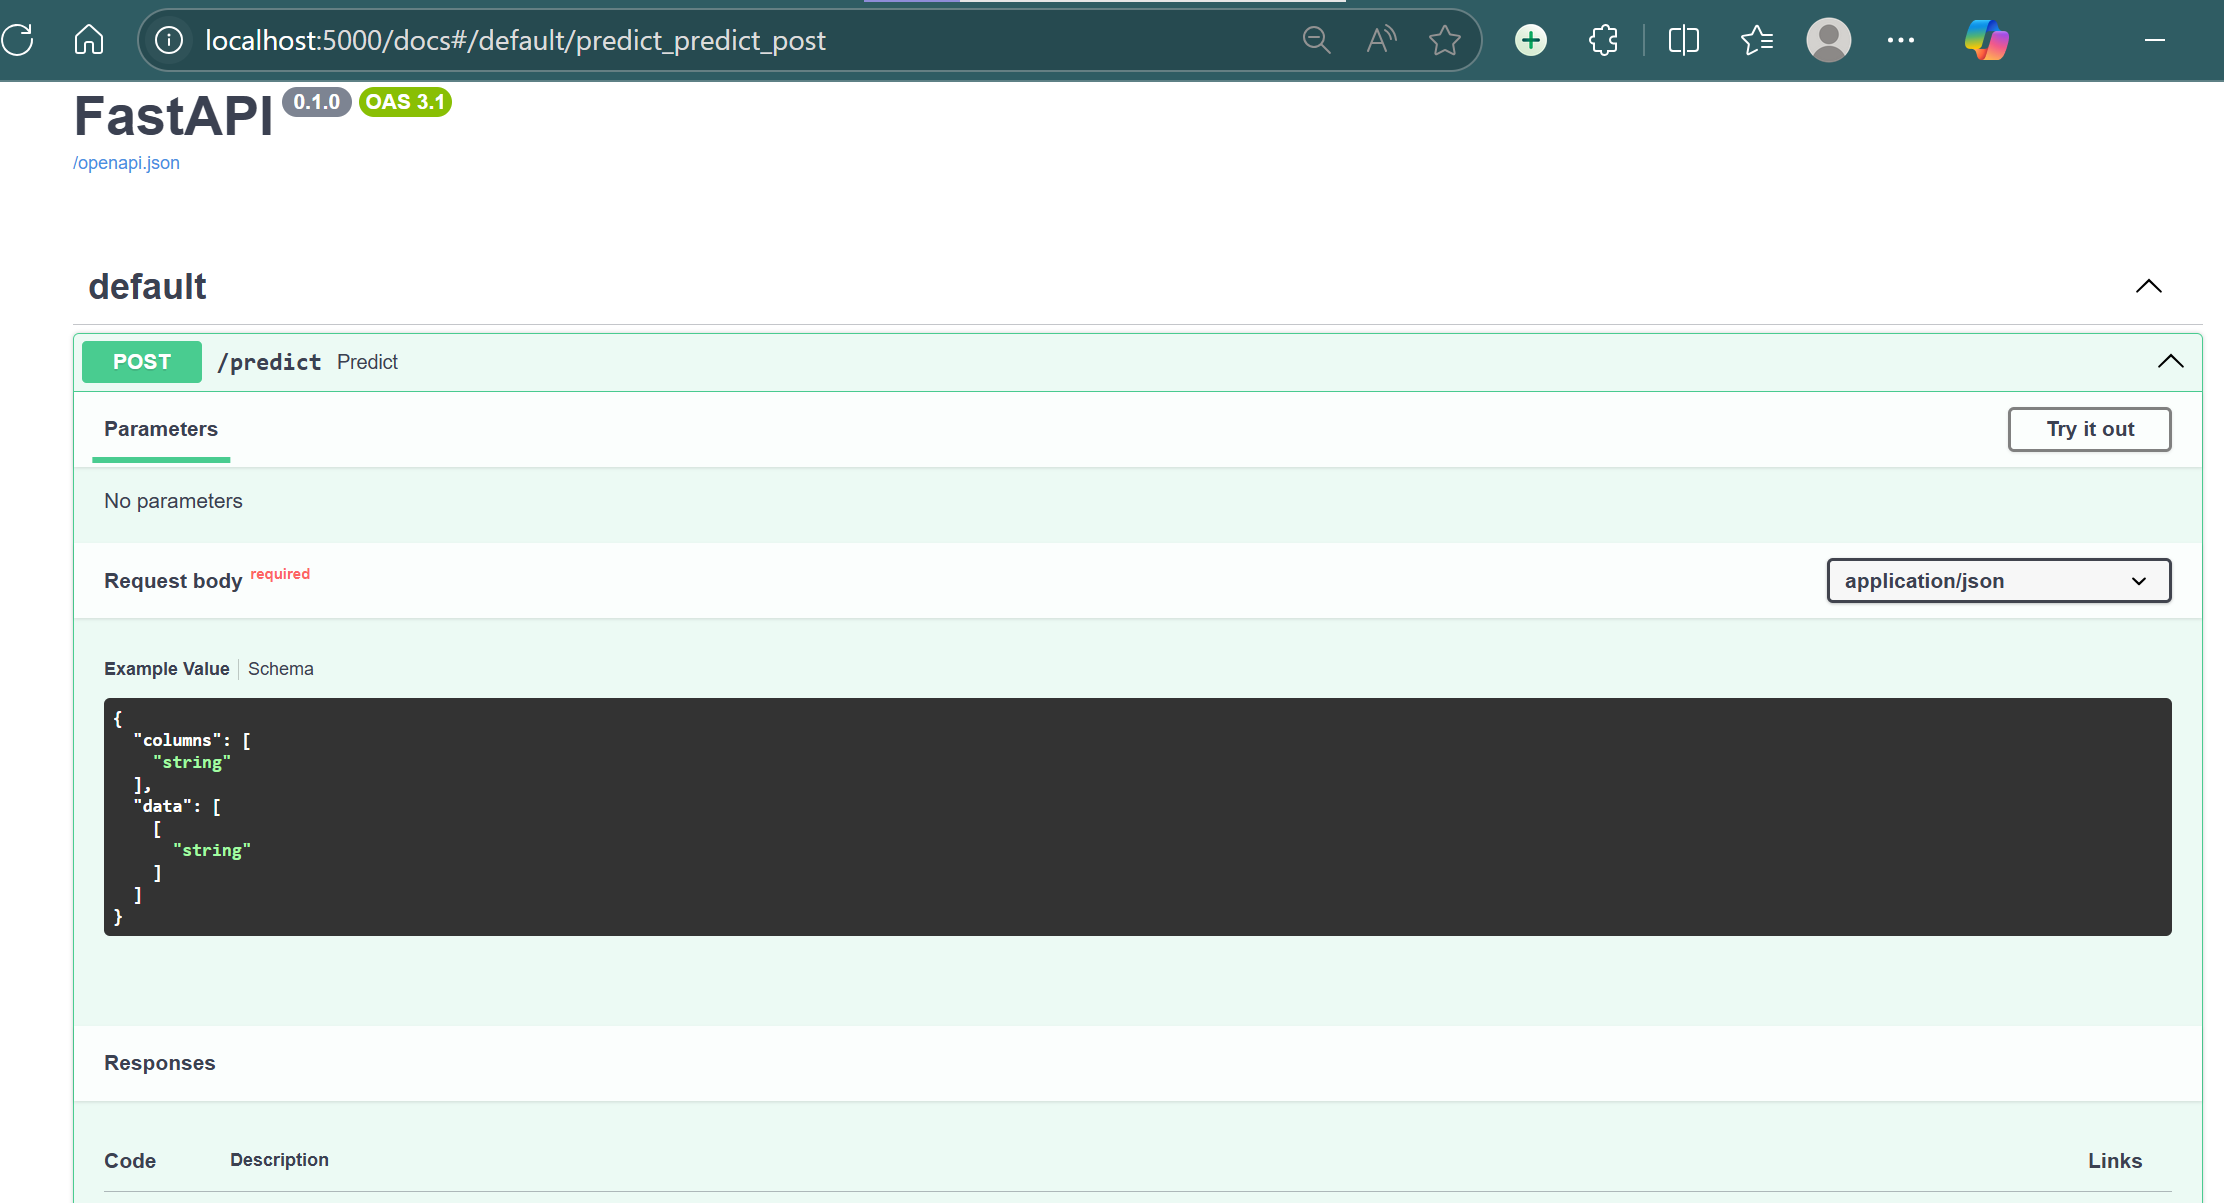 localhost:5000/docs#/default/predict_predict_post
FastAPI 0.1.0 OAS 3.1
/openapi.json
default
POST /predict Predict
Parameters Try it out
No parameters
Request body required application/json
Example Value Schema
{
"columns": [
"string"
],
"data": [
[
"string"
]
]
}
Responses
Code Description Links